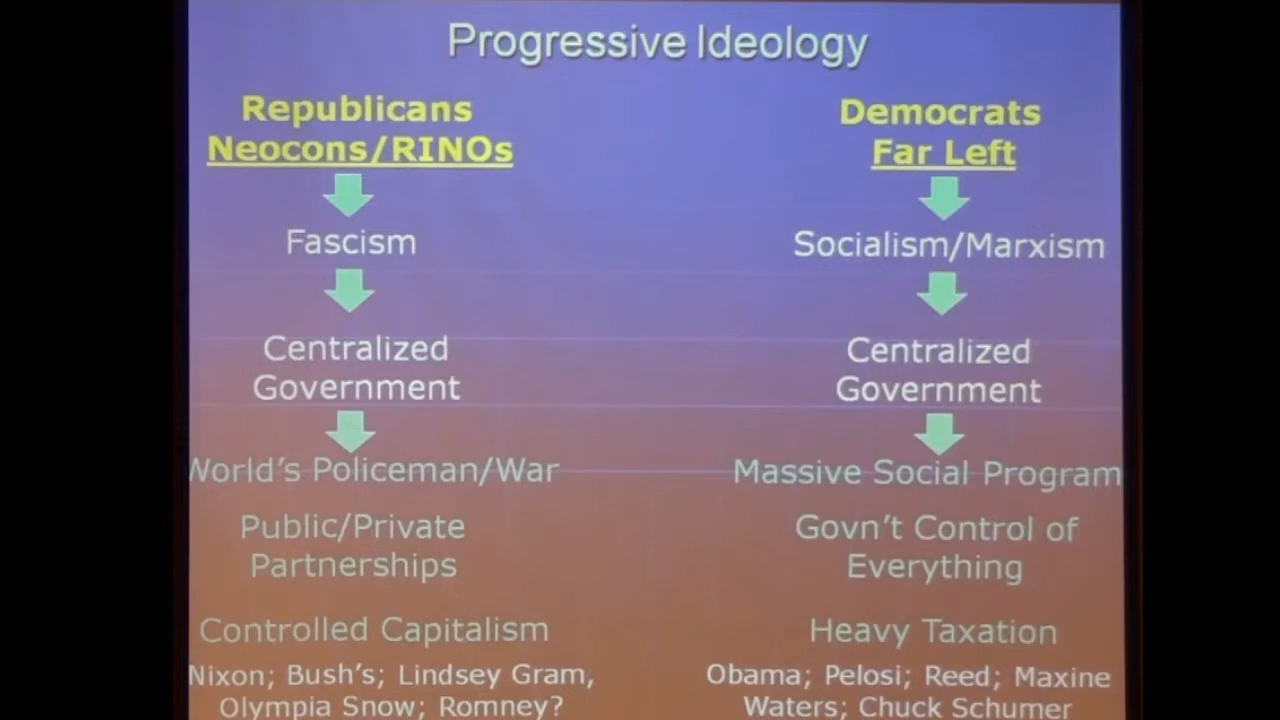 Progressive Ideology
Republicans
Neocons/RINOs
Fascism
Centralized
Government
World's Policeman/War
Public/Private
Partnerships
Controlled Capitalism
Nixon; Bush's; Lindsey Gram,
Olympia Snow; Romney?
Democrats
Far Left
Socialism/Marxism
Centralized
Government
Massive Social Program
Govn't Control of
Everything
Heavy Taxation
Obama; Pelosi; Reed; Maxine
Waters; Chuck Schumer